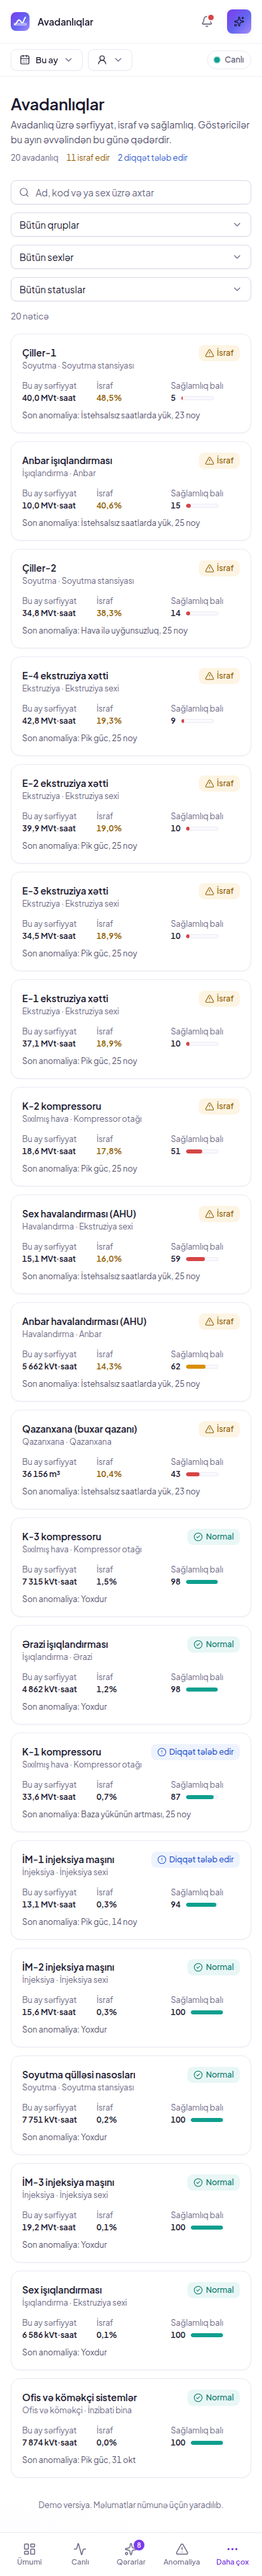 Avadanlıqlar
Bu ay
Canlı
Avadanlıqlar
Avadanlıq üzrə sərfiyyat, israf və sağlamlıq. Göstəricilər
bu ayın əvvəlindən bu günə qədərdir.
20 avadanlıq 11 israf edir 2 diqqət tələb edir
Ad, kod və ya sex üzrə axtar
Bütün qruplar
Bütün sexlər
Bütün statuslar
20 nəticə
Çiller-1 İsraf
Soyutma · Soyutma stansiyası
Bu ay sərfiyyat İsraf Sağlamlıq balı
40,0 MVt·saat 48,5% 5
Son anomaliya: İstehsalsız saatlarda yük, 23 noy
Anbar işıqlandırması İsraf
İşıqlandırma · Anbar
Bu ay sərfiyyat İsraf Sağlamlıq balı
10,0 MVt·saat 40,6% 15
Son anomaliya: İstehsalsız saatlarda yük, 25 noy
Çiller-2 İsraf
Soyutma · Soyutma stansiyası
Bu ay sərfiyyat İsraf Sağlamlıq balı
34,8 MVt·saat 38,3% 14
Son anomaliya: Hava ilə uyğunsuzluq, 25 noy
E-4 ekstruziya xətti İsraf
Ekstruziya · Ekstruziya sexi
Bu ay sərfiyyat İsraf Sağlamlıq balı
42,8 MVt·saat 19,3% 9
Son anomaliya: Pik güc, 25 noy
E-2 ekstruziya xətti İsraf
Ekstruziya · Ekstruziya sexi
Bu ay sərfiyyat İsraf Sağlamlıq balı
39,9 MVt·saat 19,0% 10
Son anomaliya: Pik güc, 25 noy
E-3 ekstruziya xətti İsraf
Ekstruziya · Ekstruziya sexi
Bu ay sərfiyyat İsraf Sağlamlıq balı
34,5 MVt·saat 18,9% 10
Son anomaliya: Pik güc, 25 noy
E-1 ekstruziya xətti İsraf
Ekstruziya · Ekstruziya sexi
Bu ay sərfiyyat İsraf Sağlamlıq balı
37,1 MVt·saat 18,9% 10
Son anomaliya: Pik güc, 25 noy
K-2 kompressoru İsraf
Sıxılmış hava · Kompressor otağı
Bu ay sərfiyyat İsraf Sağlamlıq balı
18,6 MVt·saat 17,8% 51
Son anomaliya: Pik güc, 25 noy
Sex havalandırması (AHU) İsraf
Havalandırma · Ekstruziya sexi
Bu ay sərfiyyat İsraf Sağlamlıq balı
15,1 MVt·saat 16,0% 59
Son anomaliya: İstehsalsız saatlarda yük, 25 noy
Anbar havalandırması (AHU) İsraf
Havalandırma · Anbar
Bu ay sərfiyyat İsraf Sağlamlıq balı
5 662 kVt·saat 14,3% 62
Son anomaliya: İstehsalsız saatlarda yük, 25 noy
Qazanxana (buxar qazanı) İsraf
Qazanxana · Qazanxana
Bu ay sərfiyyat İsraf Sağlamlıq balı
36 156 m³ 10,4% 43
Son anomaliya: İstehsalsız saatlarda yük, 23 noy
K-3 kompressoru Normal
Sıxılmış hava · Kompressor otağı
Bu ay sərfiyyat İsraf Sağlamlıq balı
7 315 kVt·saat 1,5% 98
Son anomaliya: Yoxdur
Ərazi işıqlandırması Normal
İşıqlandırma · Ərazi
Bu ay sərfiyyat İsraf Sağlamlıq balı
4 862 kVt·saat 1,2% 98
Son anomaliya: Yoxdur
K-1 kompressoru Diqqət tələb edir
Sıxılmış hava · Kompressor otağı
Bu ay sərfiyyat İsraf Sağlamlıq balı
33,6 MVt·saat 0,7% 87
Son anomaliya: Baza yükünün artması, 25 noy
İM-1 injeksiya maşını Diqqət tələb edir
İnjeksiya · İnjeksiya sexi
Bu ay sərfiyyat İsraf Sağlamlıq balı
13,1 MVt·saat 0,3% 94
Son anomaliya: Pik güc, 14 noy
İM-2 injeksiya maşını Normal
İnjeksiya · İnjeksiya sexi
Bu ay sərfiyyat İsraf Sağlamlıq balı
15,6 MVt·saat 0,3% 100
Son anomaliya: Yoxdur
Soyutma qülləsi nasosları Normal
Soyutma · Soyutma stansiyası
Bu ay sərfiyyat İsraf Sağlamlıq balı
7 751 kVt·saat 0,2% 100
Son anomaliya: Yoxdur
İM-3 injeksiya maşını Normal
İnjeksiya · İnjeksiya sexi
Bu ay sərfiyyat İsraf Sağlamlıq balı
19,2 MVt·saat 0,1% 100
Son anomaliya: Yoxdur
Sex işıqlandırması Normal
İşıqlandırma · Ekstruziya sexi
Bu ay sərfiyyat İsraf Sağlamlıq balı
6 586 kVt·saat 0,1% 100
Son anomaliya: Yoxdur
Ofis və köməkçi sistemlər Normal
Ofis və köməkçi · İnzibati bina
Bu ay sərfiyyat İsraf Sağlamlıq balı
7 874 kVt·saat 0,0% 100
Son anomaliya: Pik güc, 31 okt
Demo versiya. Məlumatlar nümunə üçün yaradılıb.
8
Ümumi Canlı Qərarlar Anomaliya Daha çox